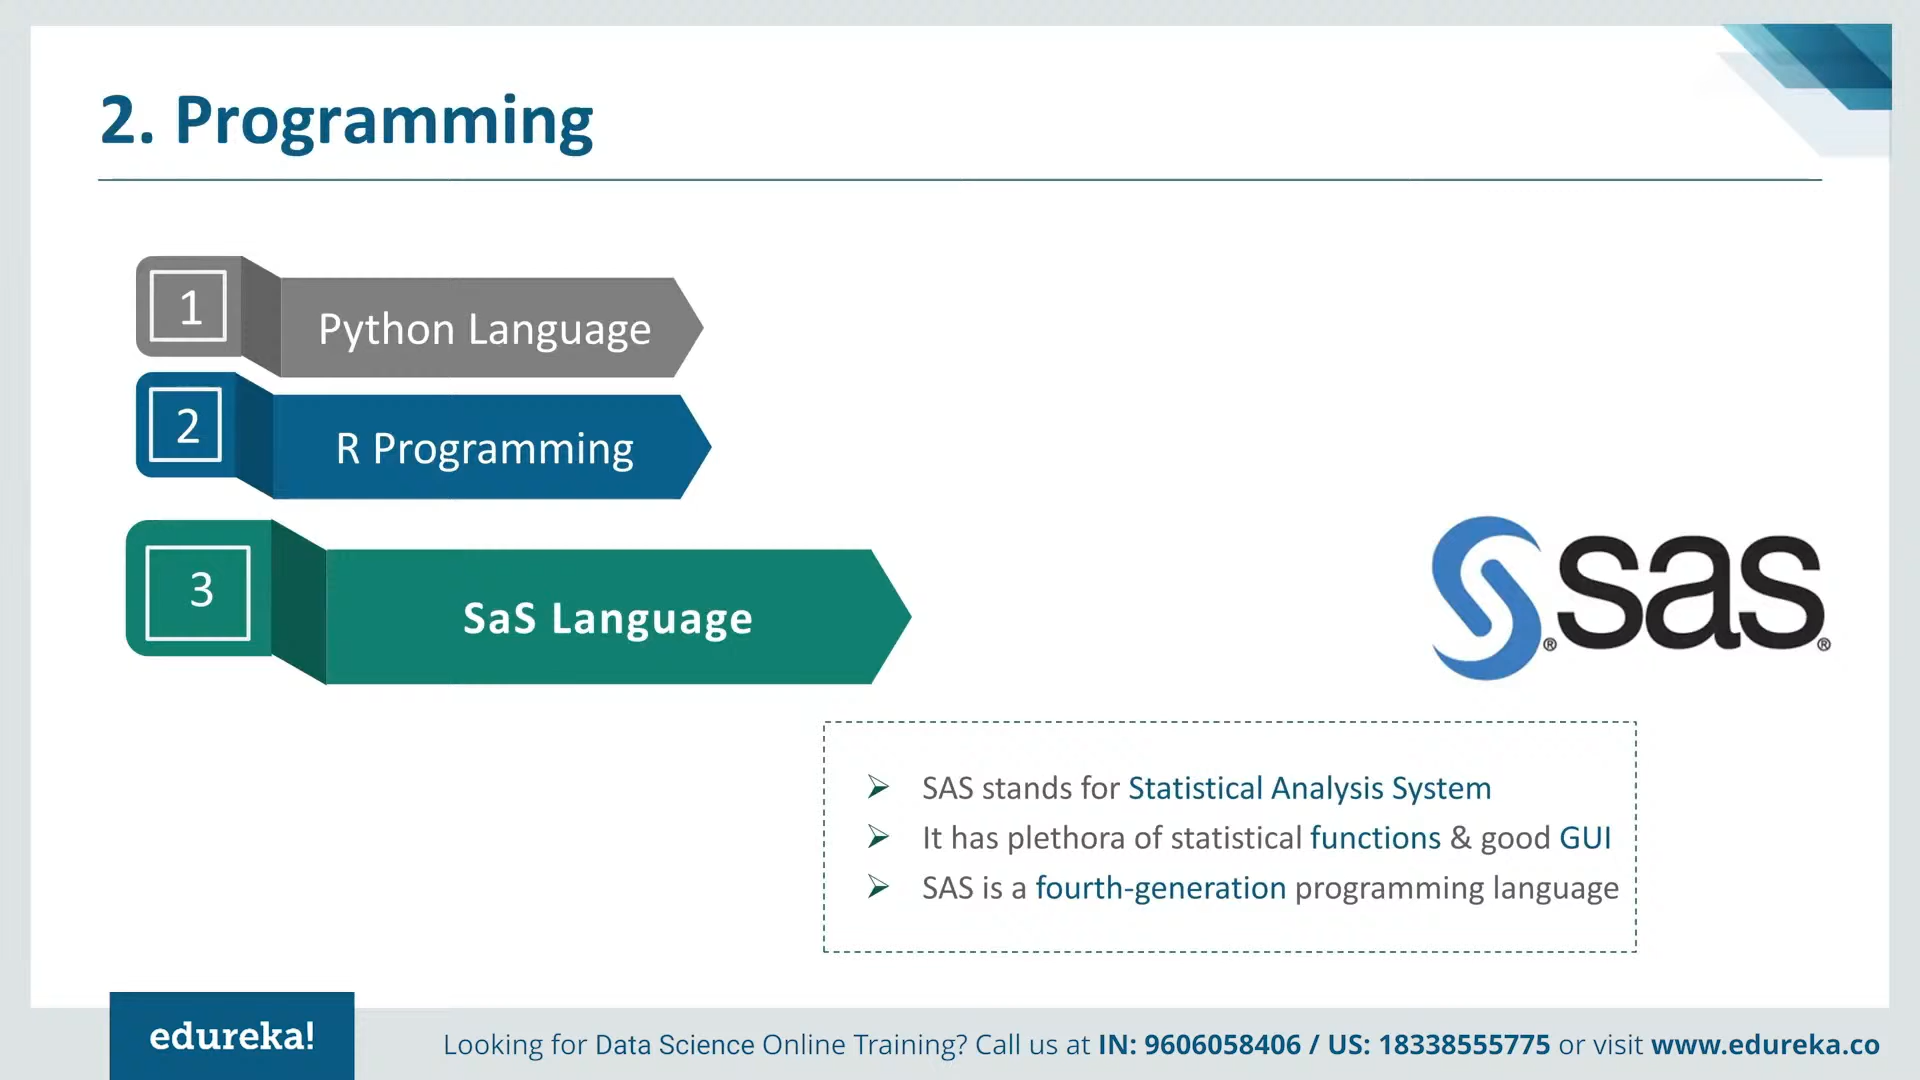 2. Programming
1
Python Language
2
R Programming
3
SaS Language
sas
® ®
SAS stands for Statistical Analysis System
It has plethora of statistical functions & good GUI
SAS is a fourth-generation programming language
edureka!
Looking for Data Science Online Training? Call us at IN: 9606058406 / US: 18338555775 or visit www.edureka.co